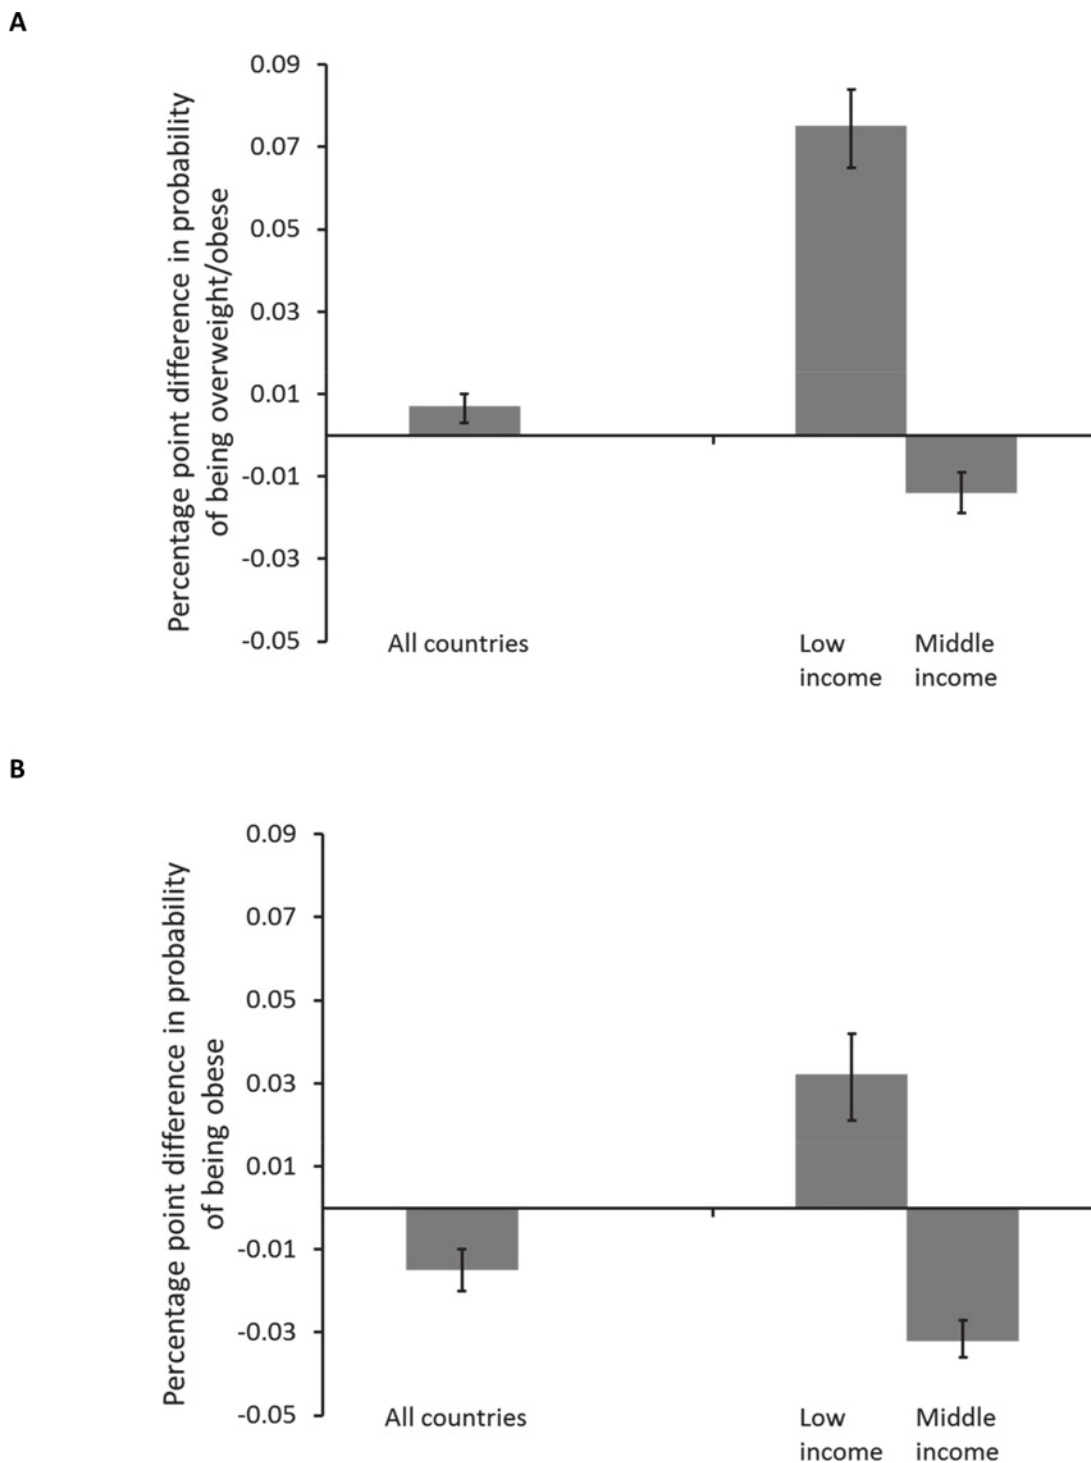 A
Percentage point difference in probability
of being overweight/obese
0.09
0.07
0.05
0.03
0.01
-0.01
-0.03
-0.05
All countries
Low
income
Middle
income
B
Percentage point difference in probability
of being obese
0.09
0.07
0.05
0.03
0.01
-0.01
-0.03
-0.05
All countries
Low
income
Middle
income